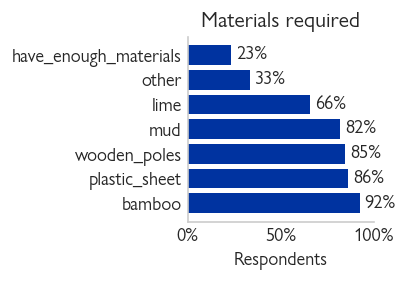 Materials required
have_enough_materials 23%
other 33%
lime 66%
mud 82%
wooden_poles 85%
plastic_sheet 86%
bamboo 92%
0% 50% 100%
Respondents